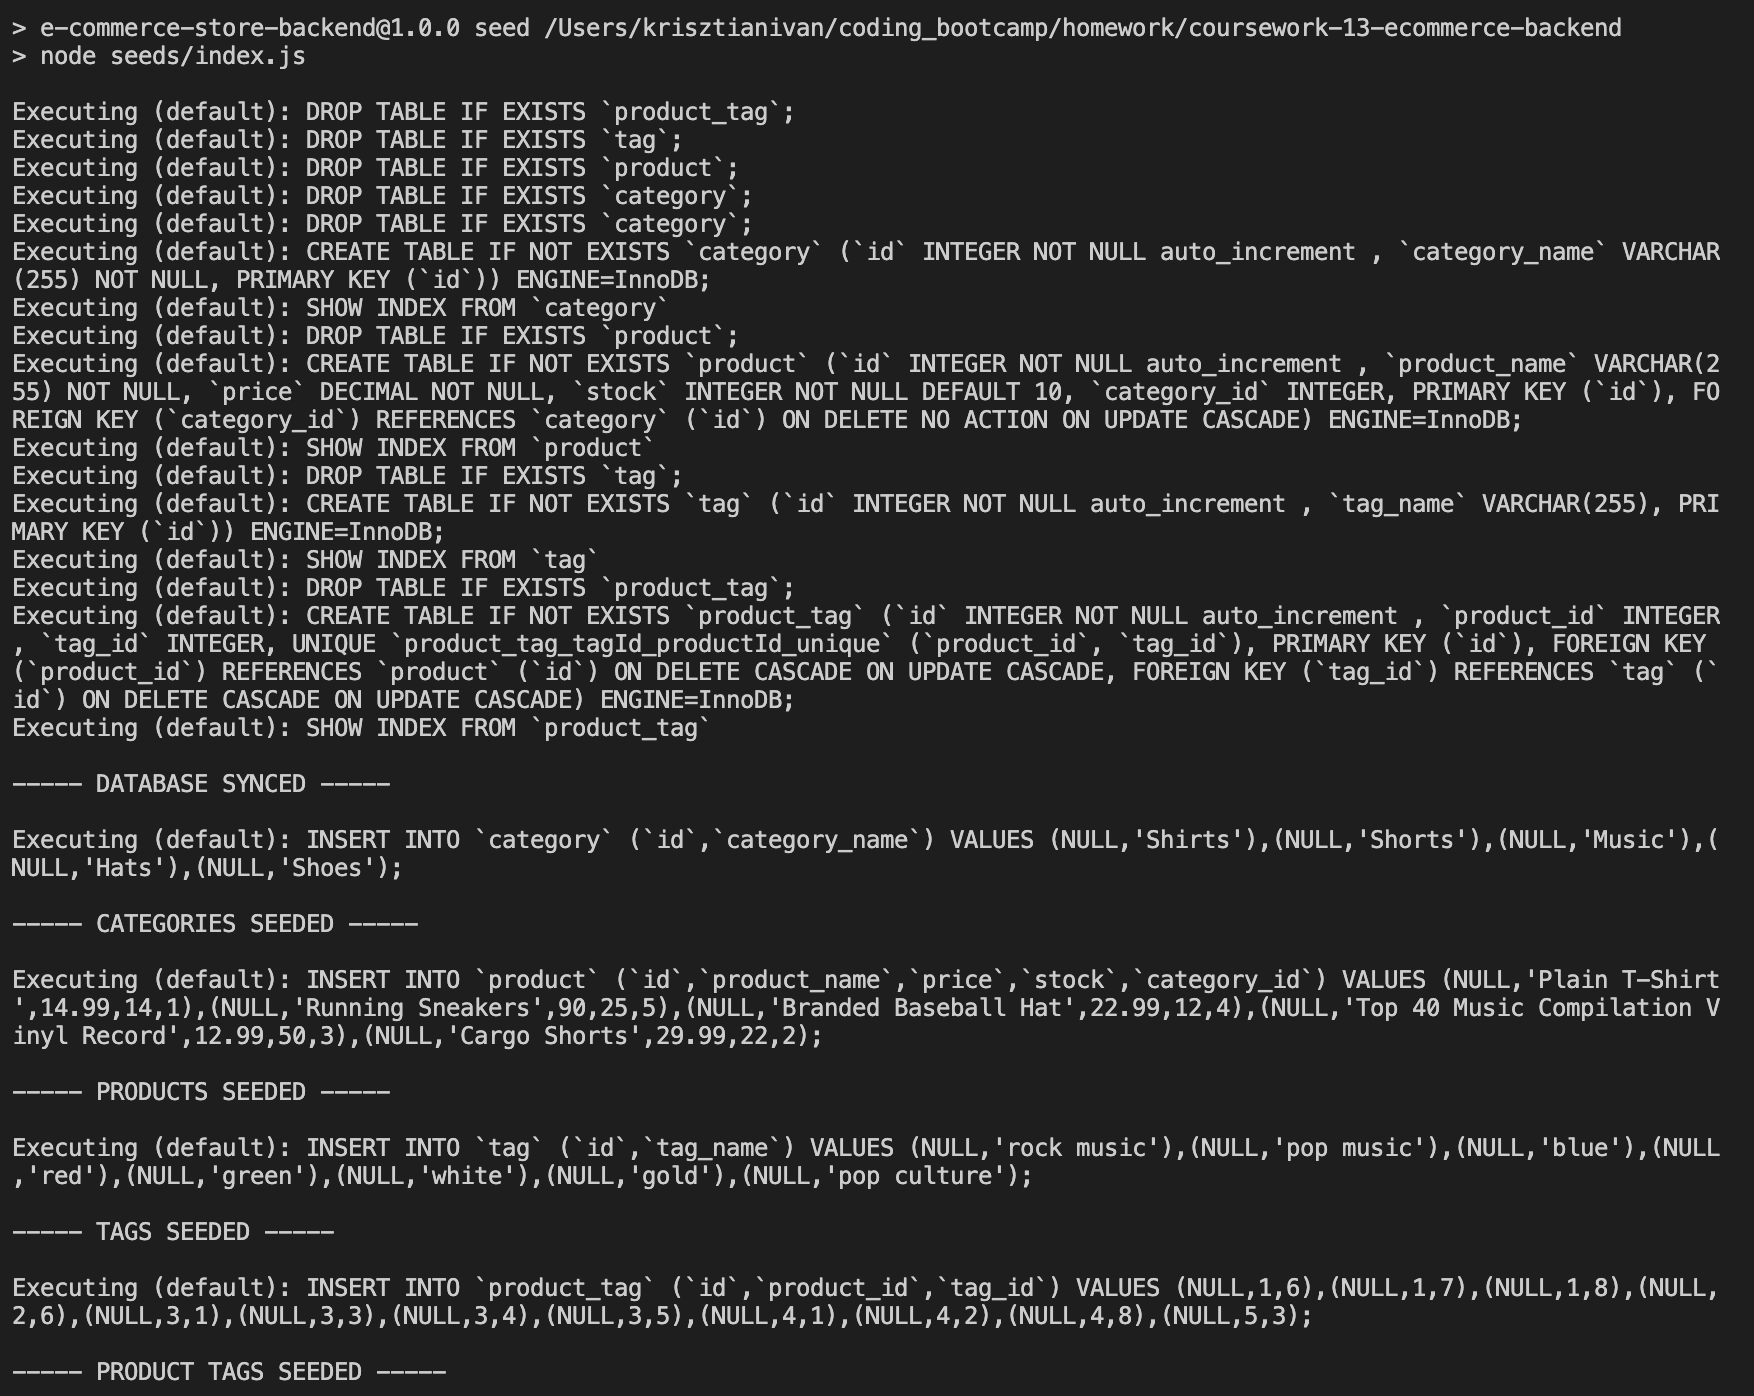 > e-commerce-store-backend@1.0.0 seed /Users/krisztianivan/coding_bootcamp/homework/coursework-13-ecommerce-backend
> node seeds/index.js
Executing (default): DROP TABLE IF EXISTS `product_tag`;
Executing (default): DROP TABLE IF EXISTS `tag`;
Executing (default): DROP TABLE IF EXISTS `product`;
Executing (default): DROP TABLE IF EXISTS `category`;
Executing (default): DROP TABLE IF EXISTS `category`;
Executing (default): CREATE TABLE IF NOT EXISTS `category` (`id` INTEGER NOT NULL auto_increment , `category_name` VARCHAR
(255) NOT NULL, PRIMARY KEY (`id`)) ENGINE=InnoDB;
Executing (default): SHOW INDEX FROM `category`
Executing (default): DROP TABLE IF EXISTS `product`;
Executing (default): CREATE TABLE IF NOT EXISTS `product` (`id` INTEGER NOT NULL auto_increment , `product_name` VARCHAR(2
55) NOT NULL, `price` DECIMAL NOT NULL, `stock` INTEGER NOT NULL DEFAULT 10, `category_id` INTEGER, PRIMARY KEY (`id`), FO
REIGN KEY (`category_id`) REFERENCES `category` (`id`) ON DELETE NO ACTION ON UPDATE CASCADE) ENGINE=InnoDB;
Executing (default): SHOW INDEX FROM `product`
Executing (default): DROP TABLE IF EXISTS `tag`;
Executing (default): CREATE TABLE IF NOT EXISTS `tag` (`id` INTEGER NOT NULL auto_increment , `tag_name` VARCHAR(255), PRI
MARY KEY (`id`)) ENGINE=InnoDB;
Executing (default): SHOW INDEX FROM `tag`
Executing (default): DROP TABLE IF EXISTS `product_tag`;
Executing (default): CREATE TABLE IF NOT EXISTS `product_tag` (`id` INTEGER NOT NULL auto_increment , `product_id` INTEGER
, `tag_id` INTEGER, UNIQUE `product_tag_tagId_productId_unique` (`product_id`, `tag_id`), PRIMARY KEY (`id`), FOREIGN KEY
(`product_id`) REFERENCES `product` (`id`) ON DELETE CASCADE ON UPDATE CASCADE, FOREIGN KEY (`tag_id`) REFERENCES `tag` (`
id`) ON DELETE CASCADE ON UPDATE CASCADE) ENGINE=InnoDB;
Executing (default): SHOW INDEX FROM `product_tag`
----- DATABASE SYNCED -----
Executing (default): INSERT INTO `category` (`id`,`category_name`) VALUES (NULL,'Shirts'),(NULL,'Shorts'),(NULL,'Music'),(
NULL,'Hats'),(NULL,'Shoes');
----- CATEGORIES SEEDED -----
Executing (default): INSERT INTO `product` (`id`,`product_name`,`price`,`stock`,`category_id`) VALUES (NULL,'Plain T-Shirt
',14.99,14,1),(NULL,'Running Sneakers',90,25,5),(NULL,'Branded Baseball Hat',22.99,12,4),(NULL,'Top 40 Music Compilation V
inyl Record',12.99,50,3),(NULL,'Cargo Shorts',29.99,22,2);
----- PRODUCTS SEEDED -----
Executing (default): INSERT INTO `tag` (`id`,`tag_name`) VALUES (NULL,'rock music'),(NULL,'pop music'),(NULL,'blue'),(NULL
,'red'),(NULL,'green'),(NULL,'white'),(NULL,'gold'),(NULL,'pop culture');
----- TAGS SEEDED -----
Executing (default): INSERT INTO `product_tag` (`id`,`product_id`,`tag_id`) VALUES (NULL,1,6),(NULL,1,7),(NULL,1,8),(NULL,
2,6),(NULL,3,1),(NULL,3,3),(NULL,3,4),(NULL,3,5),(NULL,4,1),(NULL,4,2),(NULL,4,8),(NULL,5,3);
----- PRODUCT TAGS SEEDED -----